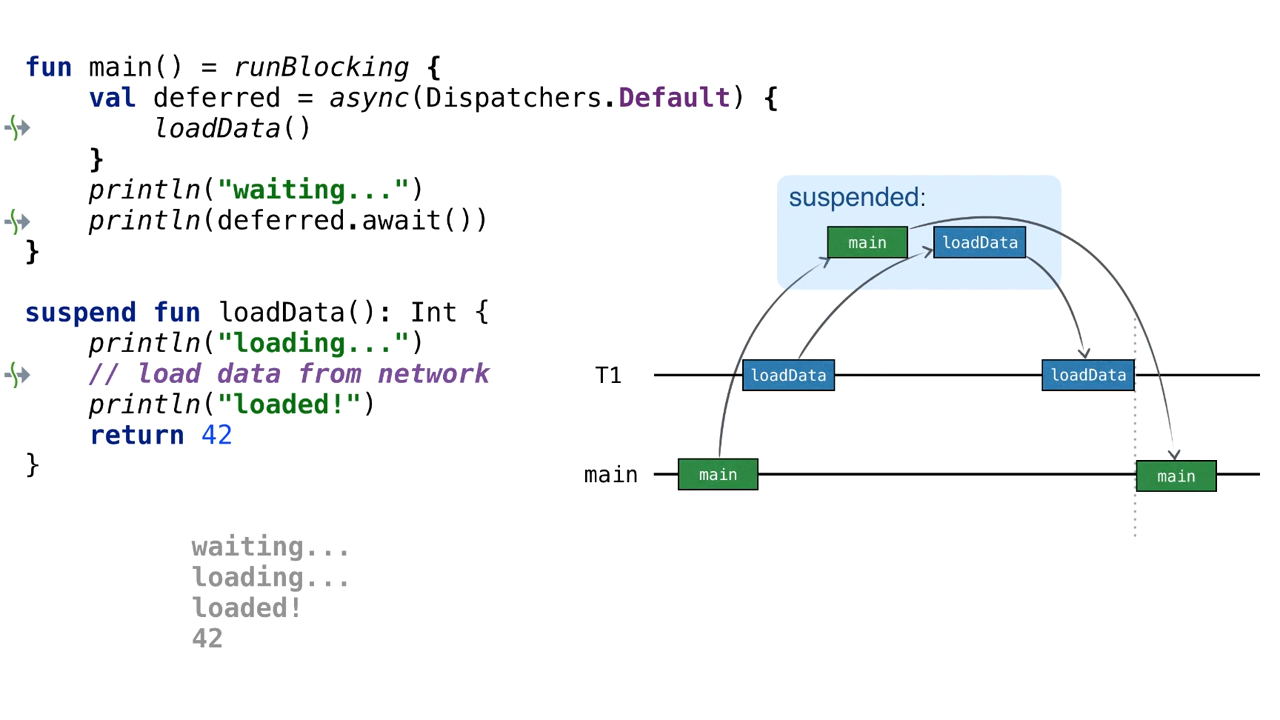 fun main() = runBlocking {
    val deferred = async(Dispatchers.Default) {
        loadData()
    }
    println("waiting...")
    println(deferred.await())
}
suspend fun loadData(): Int {
    println("loading...")
    // load data from network
    println("loaded!")
    return 42
}
waiting...
loading...
loaded!
42
suspended:
main loadData
T1 loadData loadData
main main main